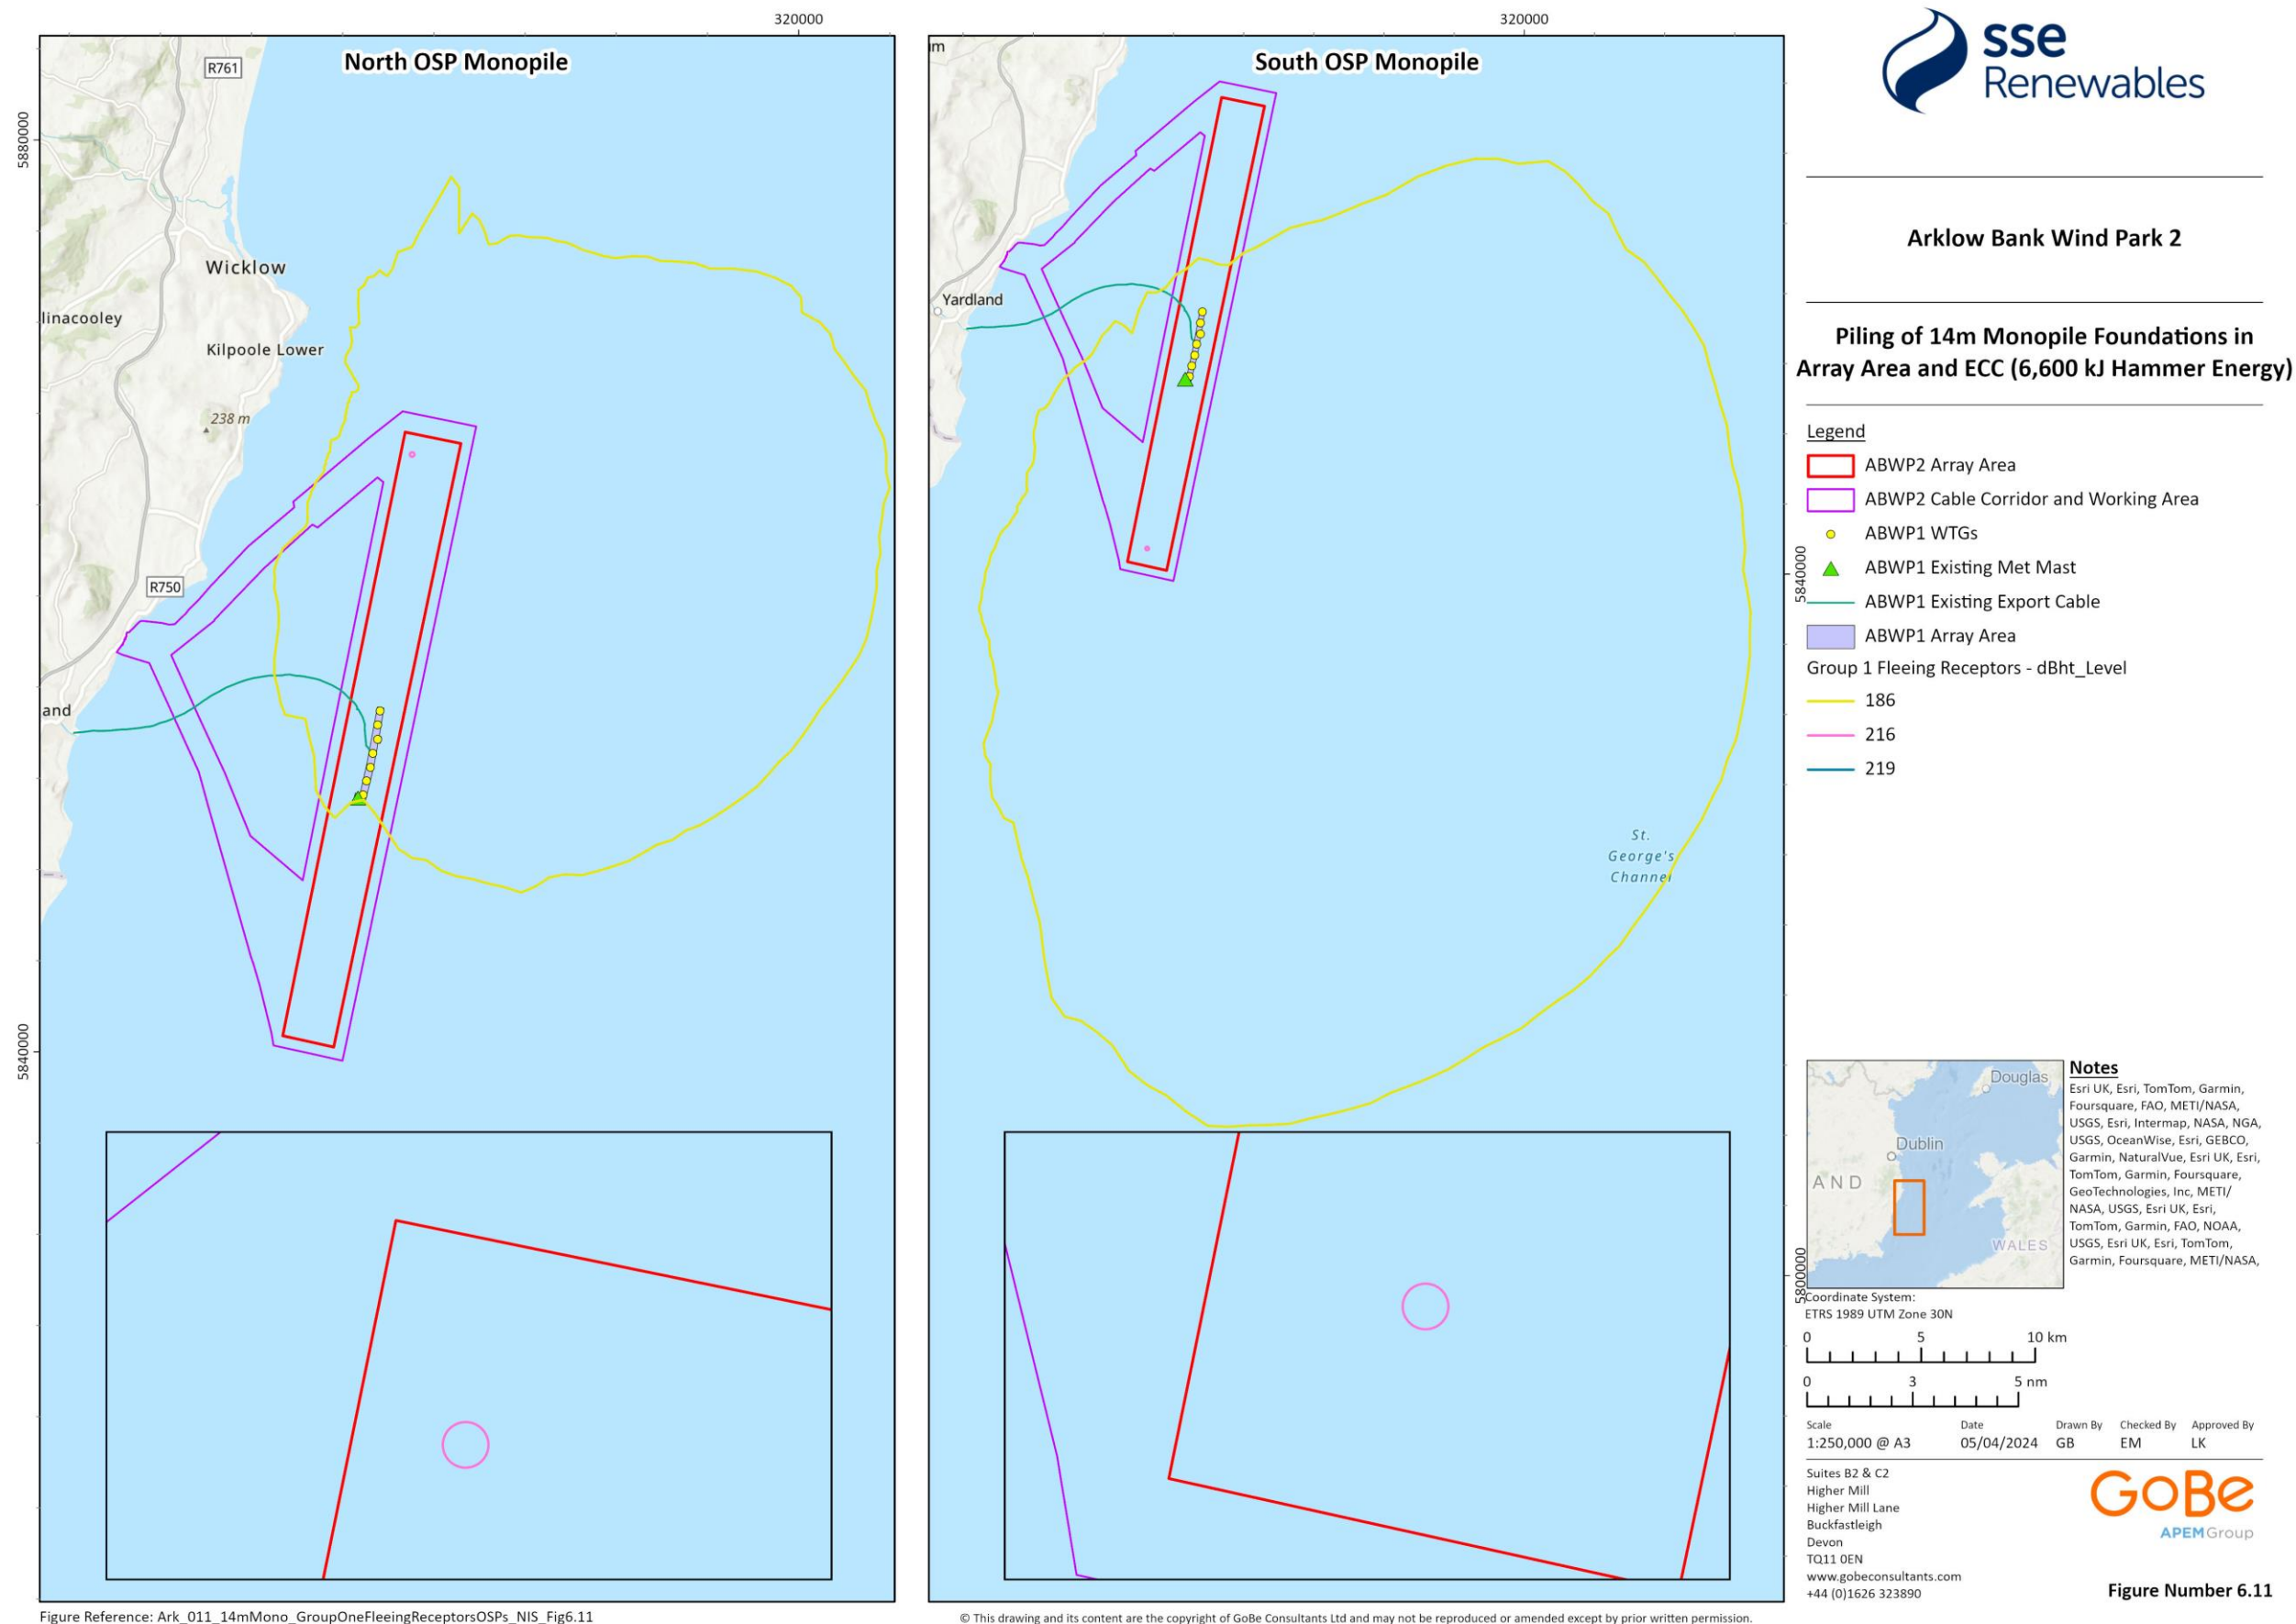 320000
320000
North OSP Monopile
R761
5880000
Wicklow
linacooley
Kilpoole Lower
238 m
R750
and
5840000
South OSP Monopile
m
Yardland
5840000
St.
George's
Channel
5800000
sse
Renewables
Arklow Bank Wind Park 2
Piling of 14m Monopile Foundations in
Array Area and ECC (6,600 kJ Hammer Energy)
Legend
ABWP2 Array Area
ABWP2 Cable Corridor and Working Area
ABWP1 WTGs
ABWP1 Existing Met Mast
ABWP1 Existing Export Cable
ABWP1 Array Area
Group 1 Fleeing Receptors - dBht_Level
186
216
219
Douglas
Dublin
AND
WALES
Notes
Esri UK, Esri, TomTom, Garmin,
Foursquare, FAO, METI/NASA,
USGS, Esri, Intermap, NASA, NGA,
USGS, OceanWise, Esri, GEBCO,
Garmin, NaturalVue, Esri UK, Esri,
TomTom, Garmin, Foursquare,
GeoTechnologies, Inc, METI/
NASA, USGS, Esri UK, Esri,
TomTom, Garmin, FAO, NOAA,
USGS, Esri UK, Esri, TomTom,
Garmin, Foursquare, METI/NASA,
Coordinate System:
ETRS 1989 UTM Zone 30N
0 5 10 km
0 3 5 nm
Scale Date Drawn By Checked By Approved By
1:250,000 @ A3 05/04/2024 GB EM LK
Suites B2 & C2
Higher Mill
Higher Mill Lane
Buckfastleigh
Devon
TQ11 0EN
www.gobeconsultants.com
+44 (0)1626 323890
GoBe
APEMGroup
Figure Number 6.11
Figure Reference: Ark_011_14mMono_GroupOneFleeingReceptorsOSPs_NIS_Fig6.11
© This drawing and its content are the copyright of GoBe Consultants Ltd and may not be reproduced or amended except by prior written permission.